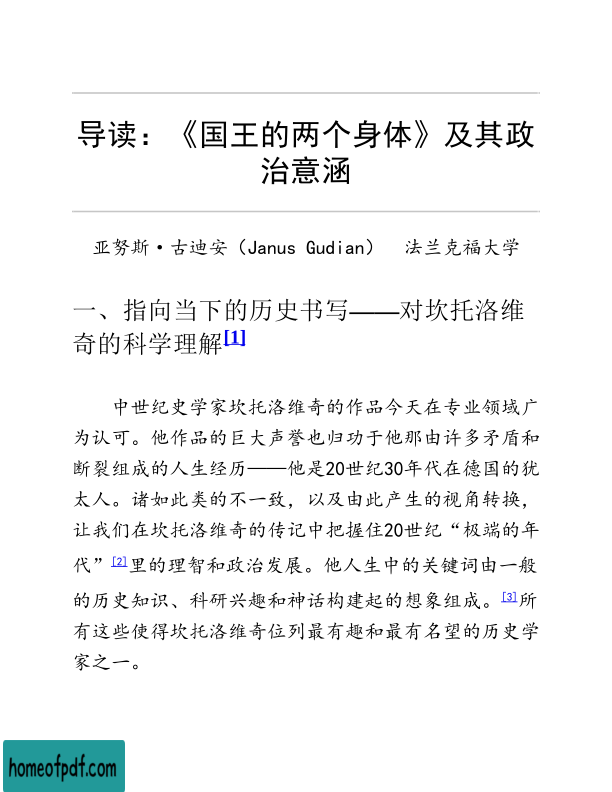 导读：《国王的两个身体》及其政
治意涵
亚努斯·古迪安（Janus Gudian） 法兰克福大学
一、指向当下的历史书写——对坎托洛维
奇的科学理解[1]
中世纪史学家坎托洛维奇的作品今天在专业领域广
为认可。他作品的巨大声誉也归功于他那由许多矛盾和
断裂组成的人生经历——他是20世纪30年代在德国的犹
太人。诸如此类的不一致，以及由此产生的视角转换，
让我们在坎托洛维奇的传记中把握住20世纪“极端的年
代”[2]里的理智和政治发展。他人生中的关键词由一般
的历史知识、科研兴趣和神话构建起的想象组成。[3]所
有这些使得坎托洛维奇位列最有趣和最有名望的历史学
家之一。
homeofpdf.com